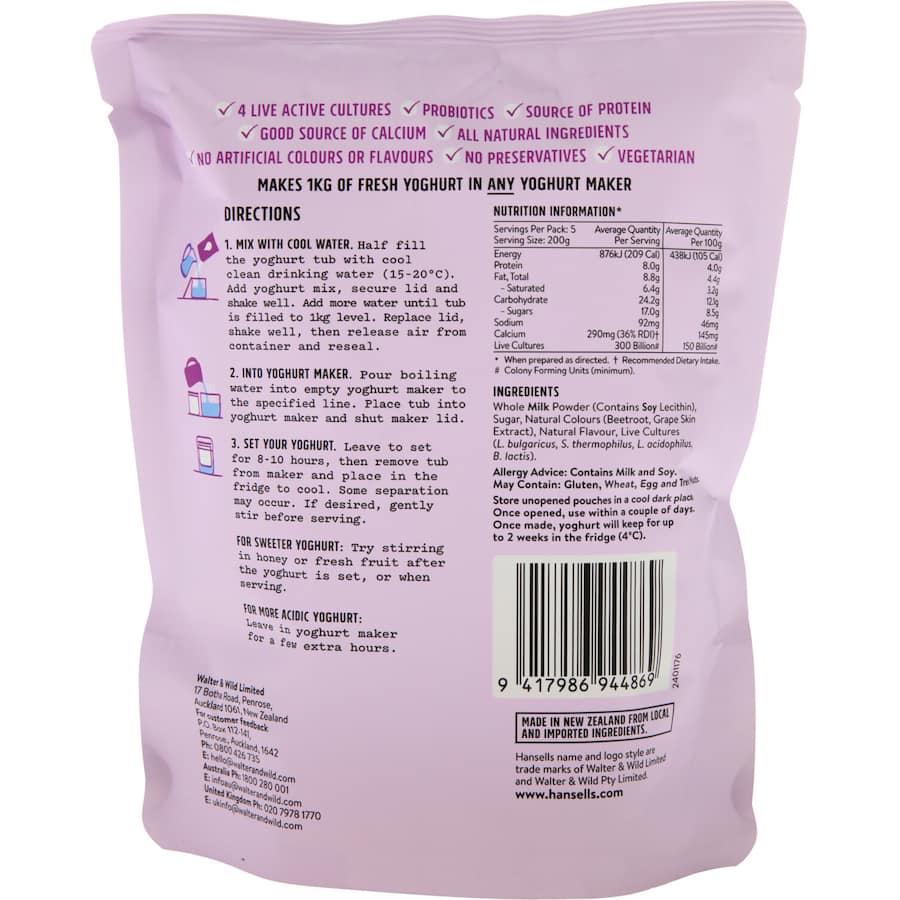 4 LIVE ACTIVE CULTURES PROBIOTICS SOURCE OF PROTEIN
GOOD SOURCE OF CALCIUM ALL NATURAL INGREDIENTS
NO ARTIFICIAL COLOURS OR FLAVOURS NO PRESERVATIVES VEGETARIAN
MAKES 1KG OF FRESH YOGHURT IN ANY YOGHURT MAKER
DIRECTIONS
1. MIX WITH COOL WATER. Half fill
the yoghurt tub with cool
clean drinking water (15-20°C).
Add yoghurt mix, secure lid and
shake well. Add more water until tub
is filled to 1kg level. Replace lid,
shake well, then release air from
container and reseal.
2. INTO YOGHURT MAKER. Pour boiling
water into empty yoghurt maker to
the specified line. Place tub into
yoghurt maker and shut maker lid.
3. SET YOUR YOGHURT. Leave to set
for 8-10 hours, then remove tub
from maker and place in the
fridge to cool. Some separation
may occur. If desired, gently
stir before serving.
FOR SWEETER YOGHURT: Try stirring
in honey or fresh fruit after
the yoghurt is set, or when
serving.
FOR MORE ACIDIC YOGHURT:
Leave in yoghurt maker
for a few extra hours.
Walter & Wild Limited
17 Botha Road, Penrose,
Auckland 1061, New Zealand
For customer feedback
P.O. Box 112-141,
Penrose, Auckland, 1642
Ph: 0800 426 735
E: hello@walterandwild.com
Australia Ph: 1800 280 001
E: infoau@walterandwild.com
United Kingdom Ph: 020 7978 1770
E: ukinfo@walterandwild.com
NUTRITION INFORMATION*
Servings Per Pack: 5 Average Quantity Average Quantity
Serving Size: 200g Per Serving Per 100g
Energy 876kJ (209 Cal) 438kJ (105 Cal)
Protein 8.0g 4.0g
Fat, Total 8.8g 4.4g
- Saturated 6.4g 3.2g
Carbohydrate 24.2g 12.1g
- Sugars 17.0g 8.5g
Sodium 92mg 46mg
Calcium 290mg (36% RDI)† 145mg
Live Cultures 300 Billion# 150 Billion#
* When prepared as directed. † Recommended Dietary Intake.
# Colony Forming Units (minimum).
INGREDIENTS
Whole Milk Powder (Contains Soy Lecithin),
Sugar, Natural Colours (Beetroot, Grape Skin
Extract), Natural Flavour, Live Cultures
(L. bulgaricus, S. thermophilus, L. acidophilus,
B. lactis).
Allergy Advice: Contains Milk and Soy.
May Contain: Gluten, Wheat, Egg and Tree Nuts.
Store unopened pouches in a cool dark place.
Once opened, use within a couple of days.
Once made, yoghurt will keep for up
to 2 weeks in the fridge (4°C).
9 417986 944869
2401176
MADE IN NEW ZEALAND FROM LOCAL
AND IMPORTED INGREDIENTS.
Hansells name and logo style are
trade marks of Walter & Wild Limited
and Walter & Wild Pty Limited.
www.hansells.com